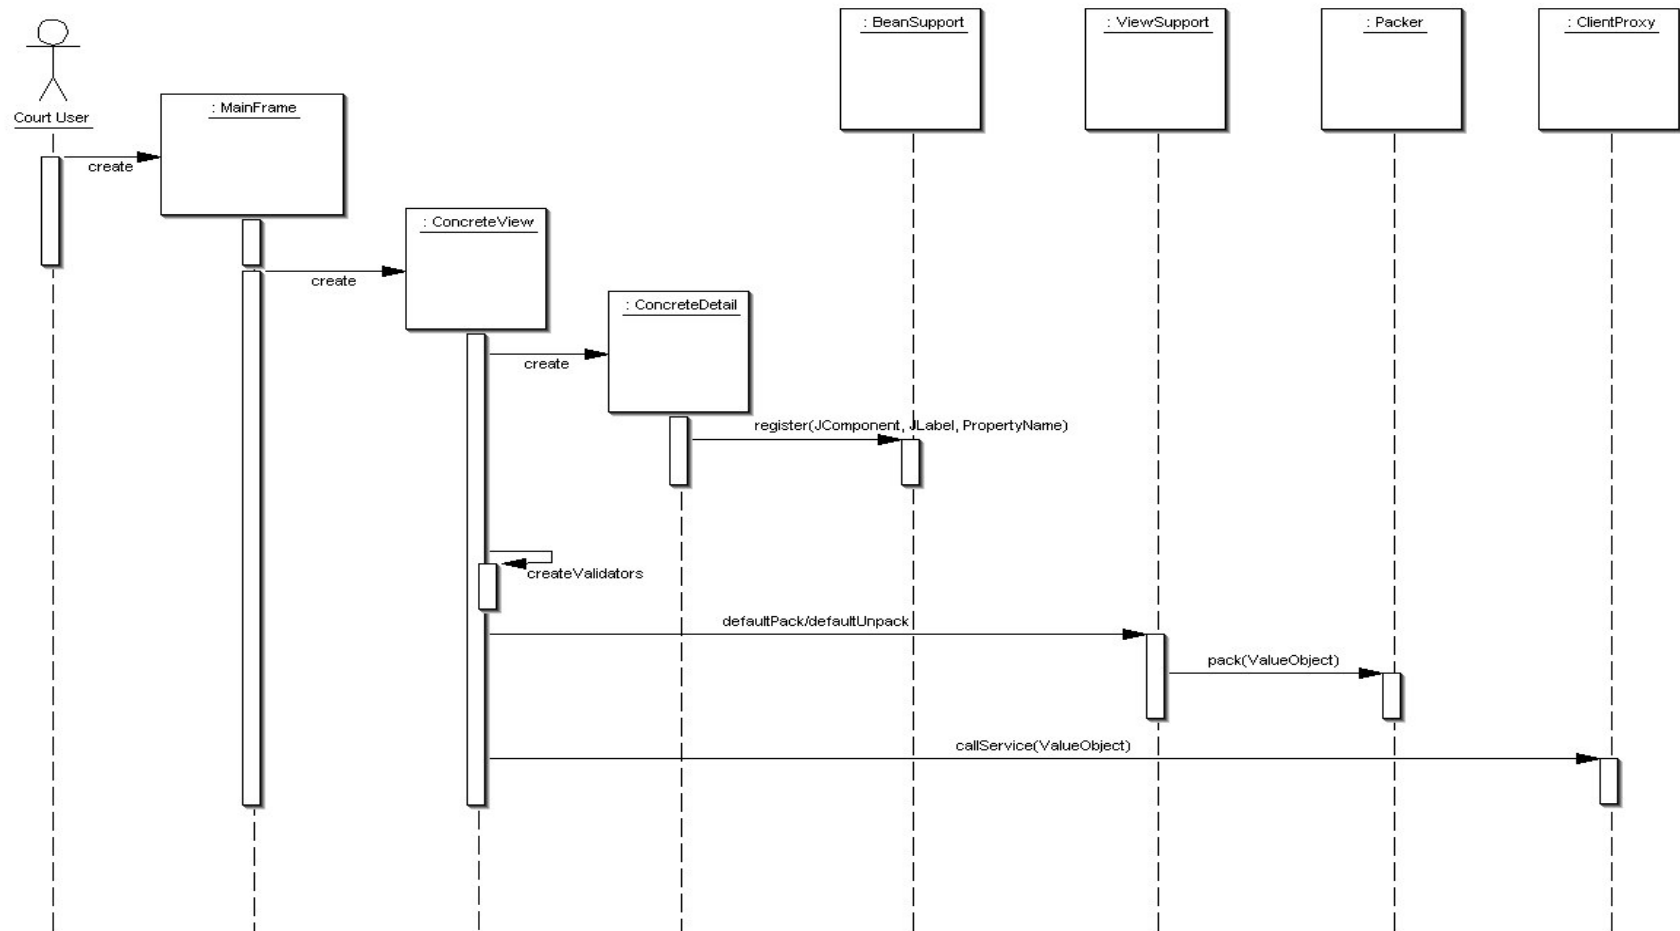 : BeanSupport
: ViewSupport
: Packer
: ClientProxy
Court User
: MainFrame
create
: ConcreteView
create
: ConcreteDetail
create
register(JComponent, JLabel, PropertyName)
createValidators
defaultPack/defaultUnpack
pack(ValueObject)
callService(ValueObject)